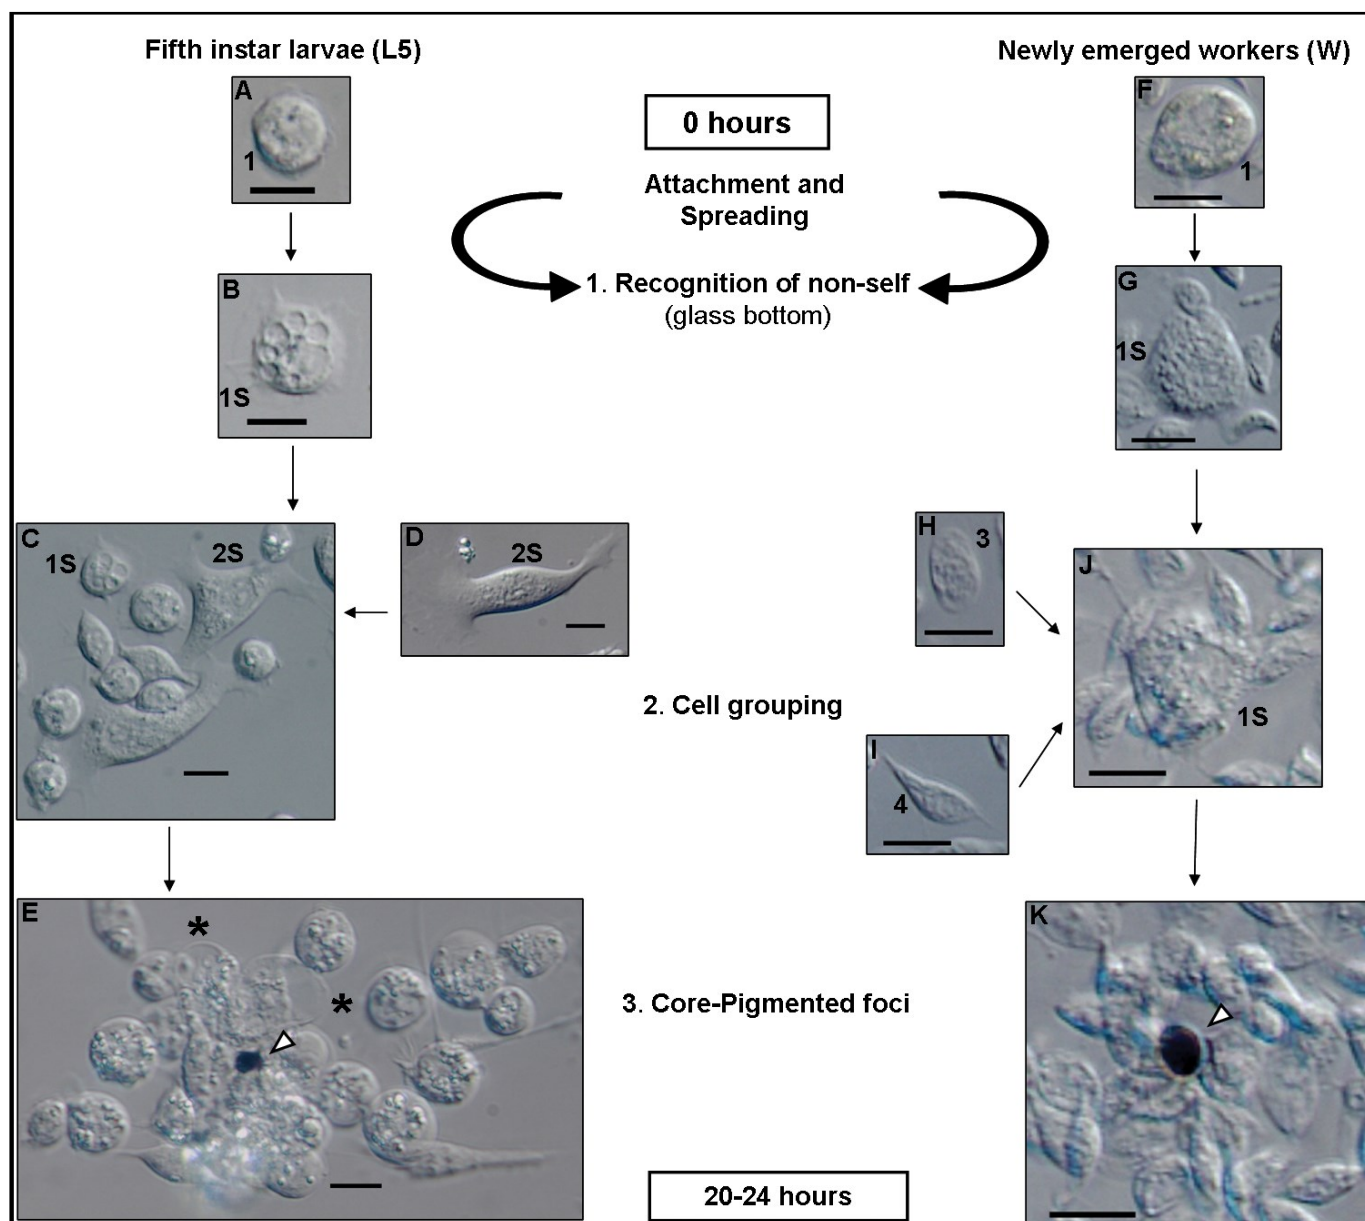 Fifth instar larvae (L5)
Newly emerged workers (W)
A
1
0 hours
F
1
Attachment and
Spreading
B
1S
1. Recognition of non-self
(glass bottom)
G
1S
C
1S
2S
D
2S
H
3
J
1S
2. Cell grouping
I
4
E
*
*
3. Core-Pigmented foci
K
20-24 hours